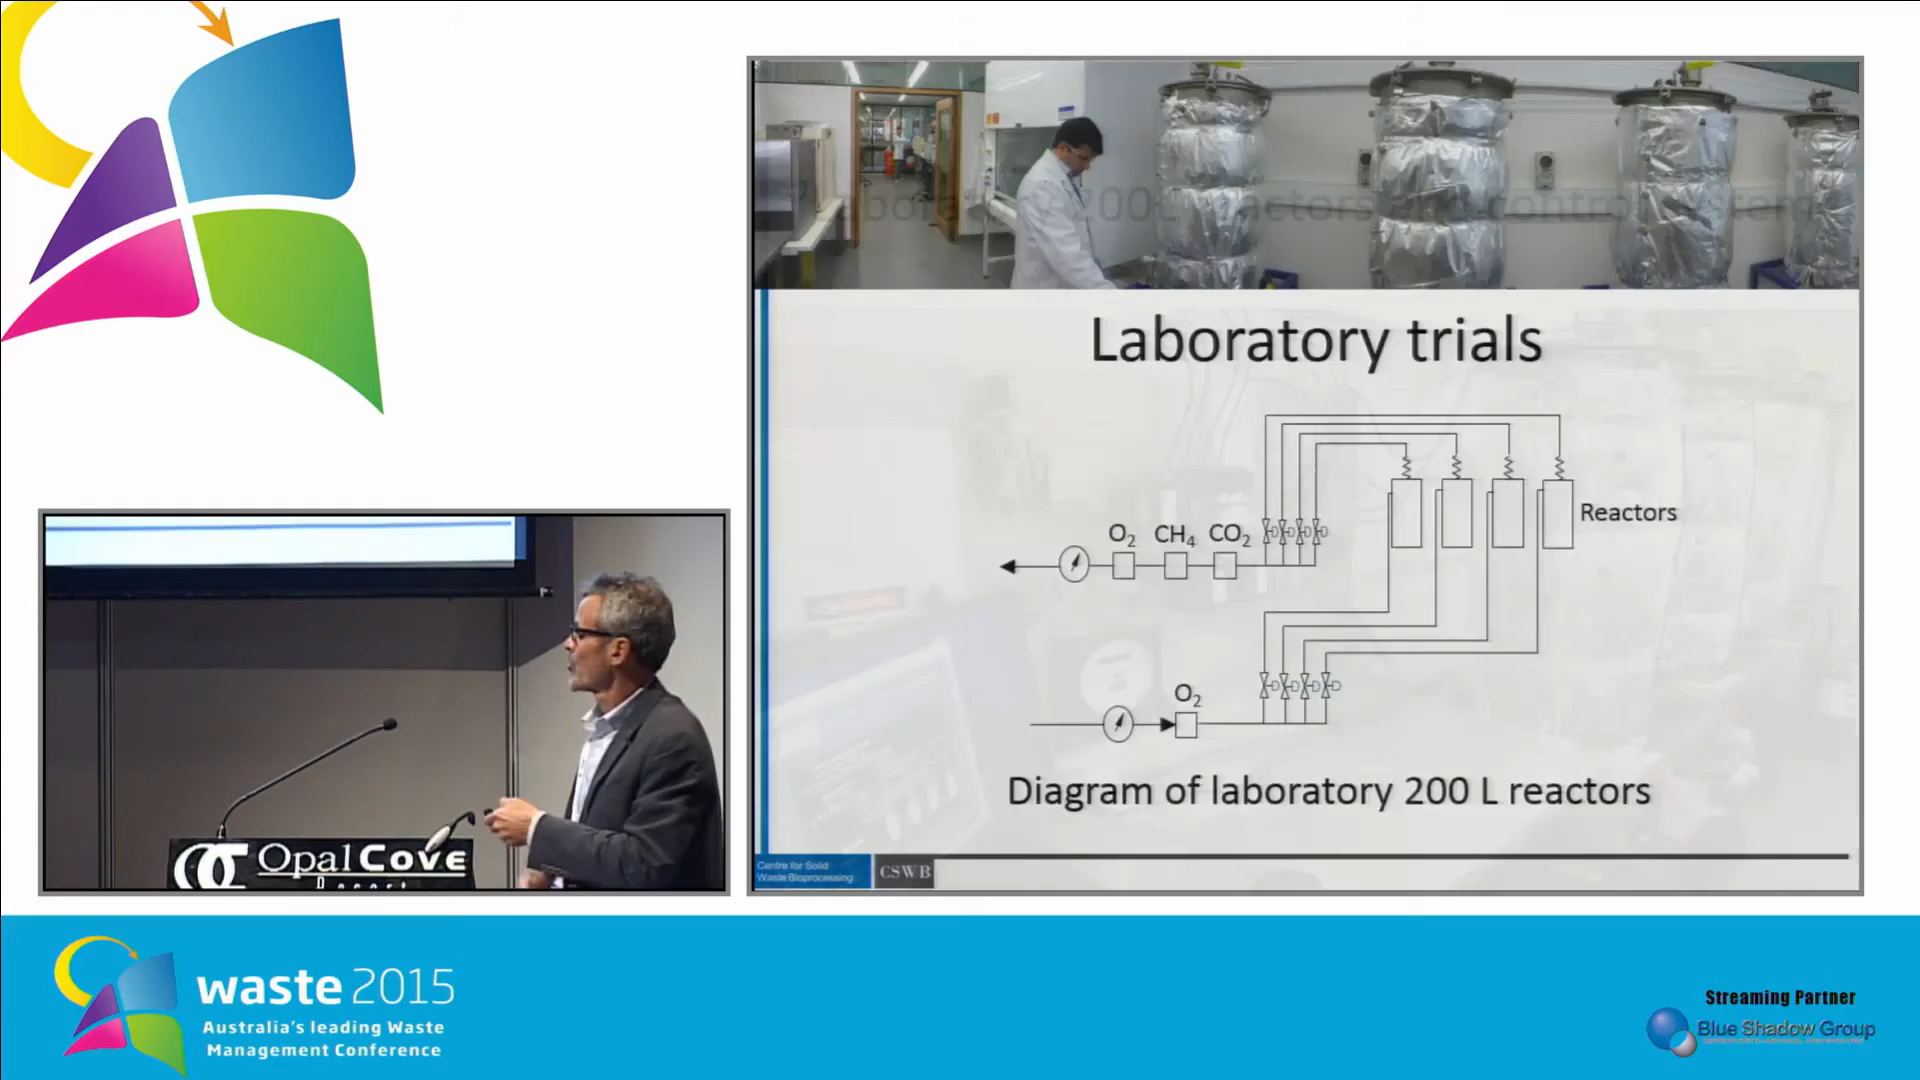 Laboratory trials
O2 CH4 CO2
Reactors
O2
Diagram of laboratory 200 L reactors
Centre for Solid
Waste Bioprocessing
CSWB
Opal Cove
waste 2015
Australia's leading Waste
Management Conference
Streaming Partner
Blue Shadow Group